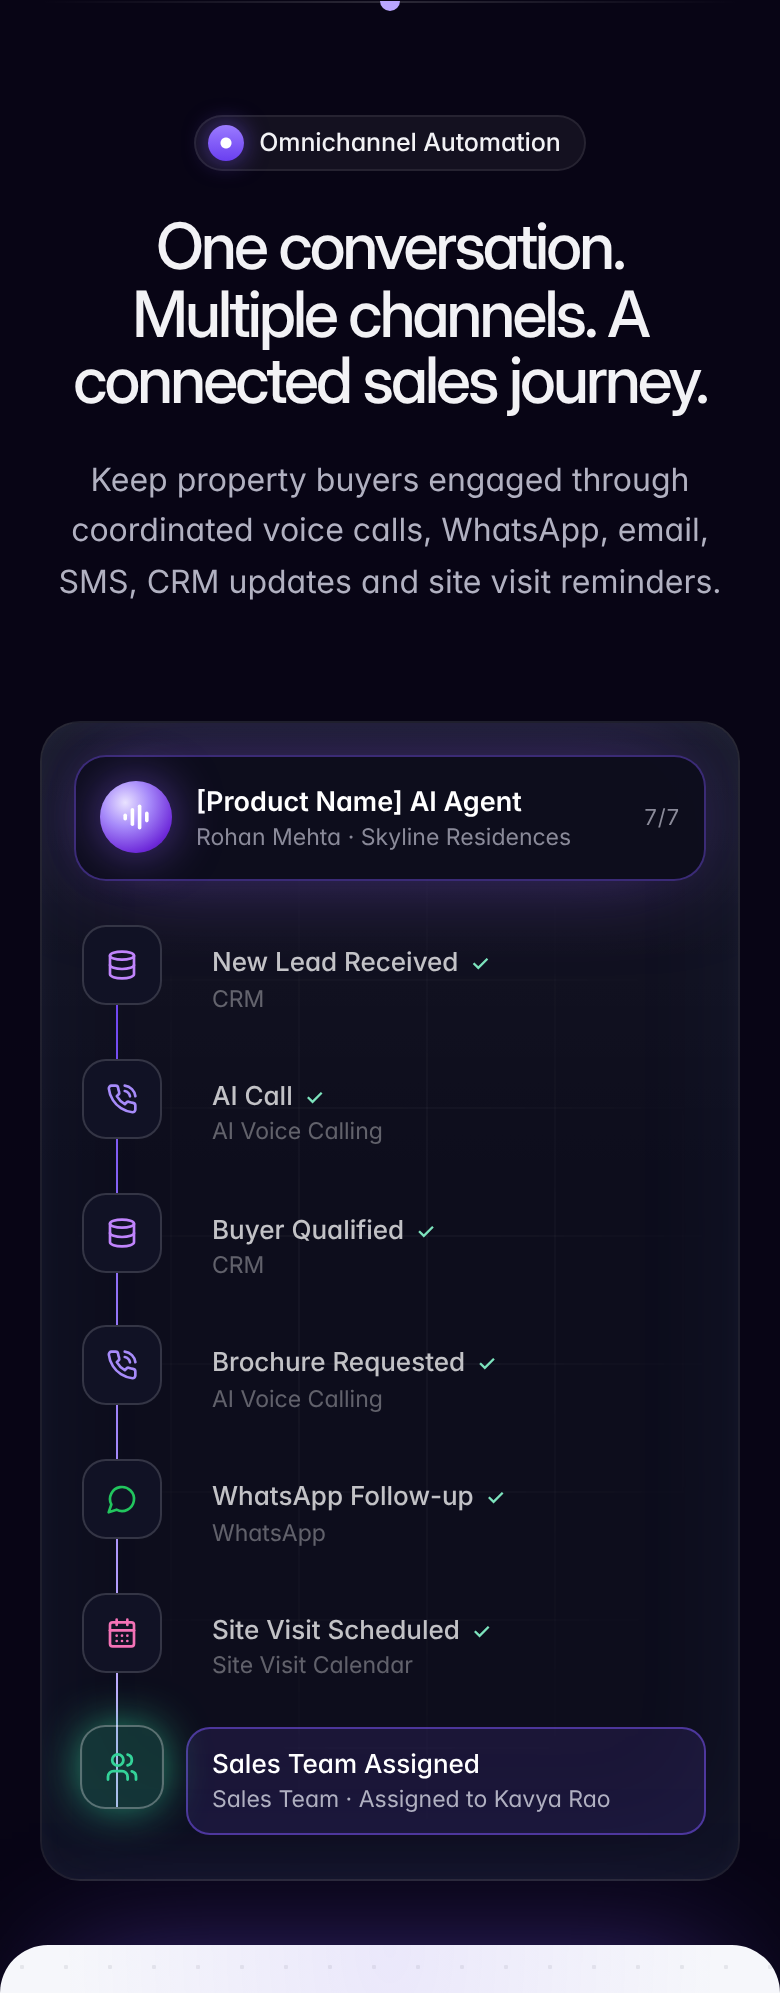 Omnichannel Automation
One conversation.
Multiple channels. A
connected sales journey.
Keep property buyers engaged through
coordinated voice calls, WhatsApp, email,
SMS, CRM updates and site visit reminders.
[Product Name] AI Agent
Rohan Mehta · Skyline Residences
7/7
New Lead Received
CRM
AI Call
AI Voice Calling
Buyer Qualified
CRM
Brochure Requested
AI Voice Calling
WhatsApp Follow-up
WhatsApp
Site Visit Scheduled
Site Visit Calendar
Sales Team Assigned
Sales Team · Assigned to Kavya Rao